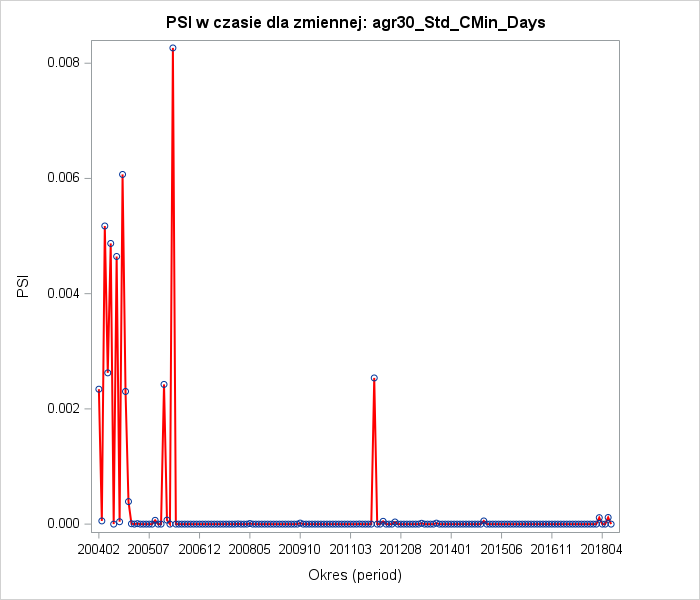 PSI w czasie dla zmiennej: agr30_Std_CMin_Days
0.008
0.006
0.004
0.002
0.000
PSI
200402 200507 200612 200805 200910 201103 201208 201401 201506 201611 201804
Okres (period)